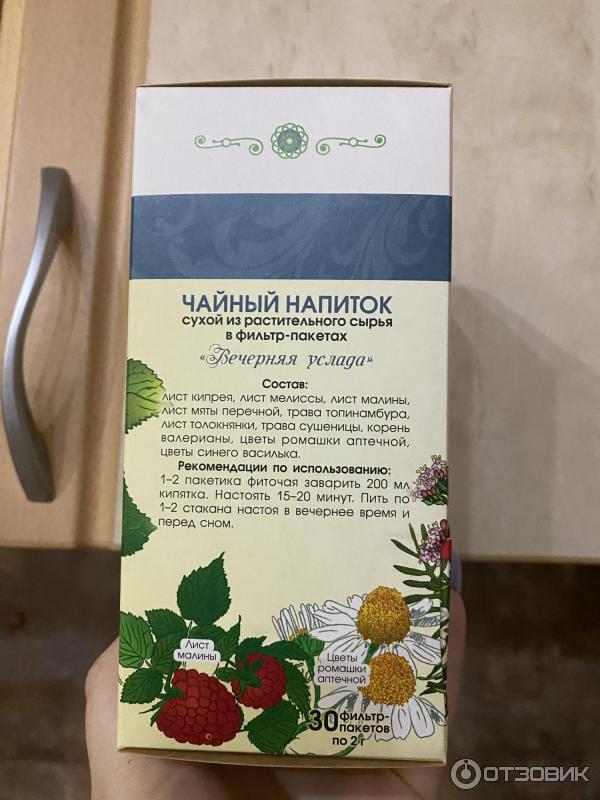 ЧАЙНЫЙ НАПИТОК
сухой из растительного сырья
в фильтр-пакетах
«Вечерняя услада»
Состав:
лист кипрея, лист мелиссы, лист малины,
лист мяты перечной, трава топинамбура,
лист толокнянки, трава сушеницы, корень
валерианы, цветы ромашки аптечной,
цветы синего василька.
Рекомендации по использованию:
1–2 пакетика фиточая заварить 200 мл
кипятка. Настоять 15–20 минут. Пить по
1–2 стакана настоя в вечернее время и
перед сном.
Лист
малины
Цветы
ромашки
аптечной
30 фильтр-
пакетов
по 2 г
ОТЗОВИК